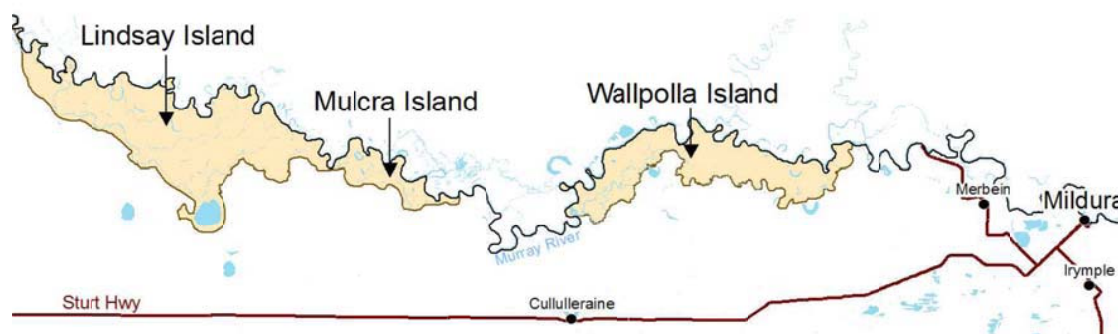 Lindsay Island
Mulcra Island
Wallpolla Island
Merbein
Mildura
Murray River
Irymple
Sturt Hwy
Cullulleraine